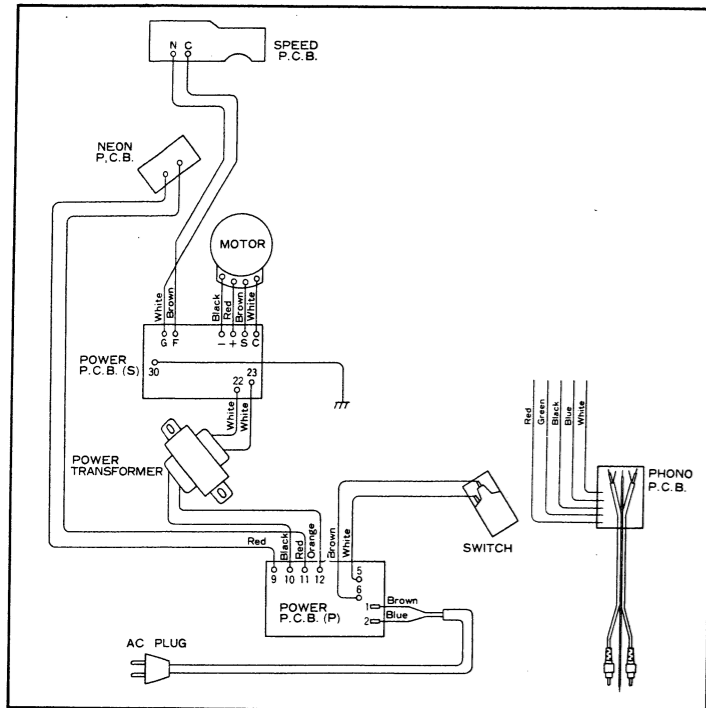 N C
SPEED
P.C.B.
NEON
P.C.B.
MOTOR
White
Brown
Black
Red
Brown
White
G F
- + S C
POWER
P.C.B. (S)
30
22
23
White
White
POWER
TRANSFORMER
Red
Black
Red
Orange
Brown
White
9 10 11 12
5
6
1
2
POWER
P.C.B. (P)
Brown
Blue
SWITCH
AC PLUG
Red
Green
Black
Blue
White
PHONO
P.C.B.